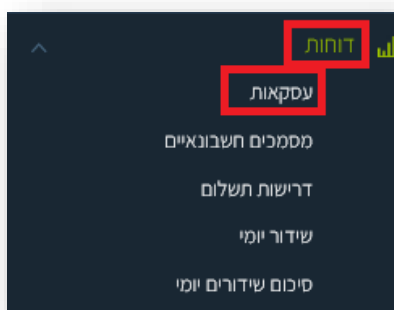 דוחות
עסקאות
מסמכים חשבונאיים
דרישות תשלום
שידור יומי
סיכום שידורים יומי